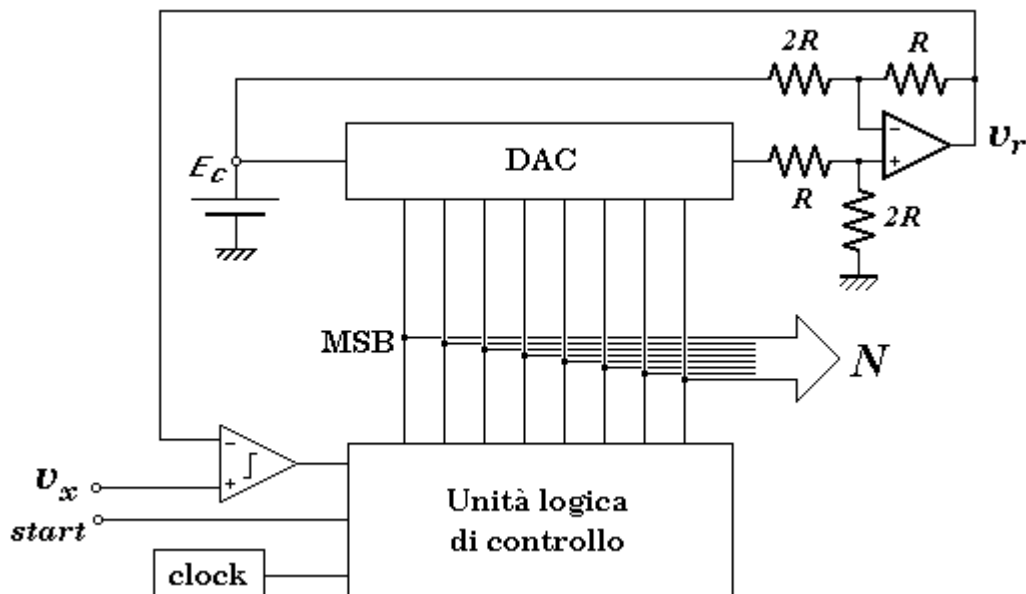 2R
R
-
+
v_r
E_c
DAC
R
2R
MSB
N
-
+
v_x
start
Unità logica
di controllo
clock